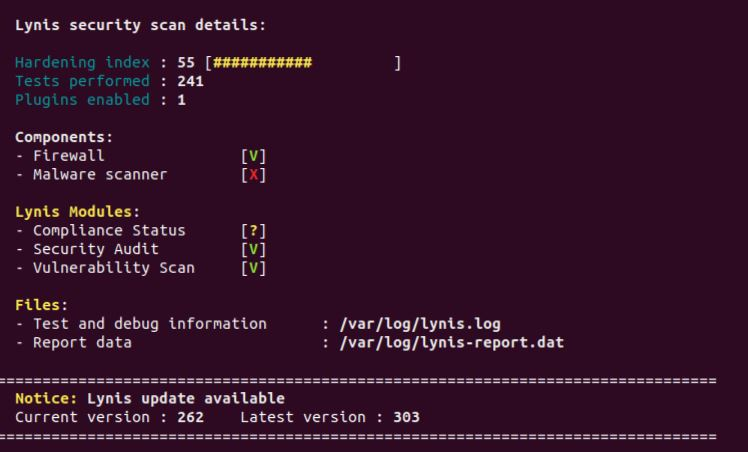 Lynis security scan details:
Hardening index : 55 [########### ]
Tests performed : 241
Plugins enabled : 1
Components:
- Firewall [V]
- Malware scanner [X]
Lynis Modules:
- Compliance Status [?]
- Security Audit [V]
- Vulnerability Scan [V]
Files:
- Test and debug information : /var/log/lynis.log
- Report data : /var/log/lynis-report.dat
================================================================================
Notice: Lynis update available
Current version : 262 Latest version : 303
================================================================================